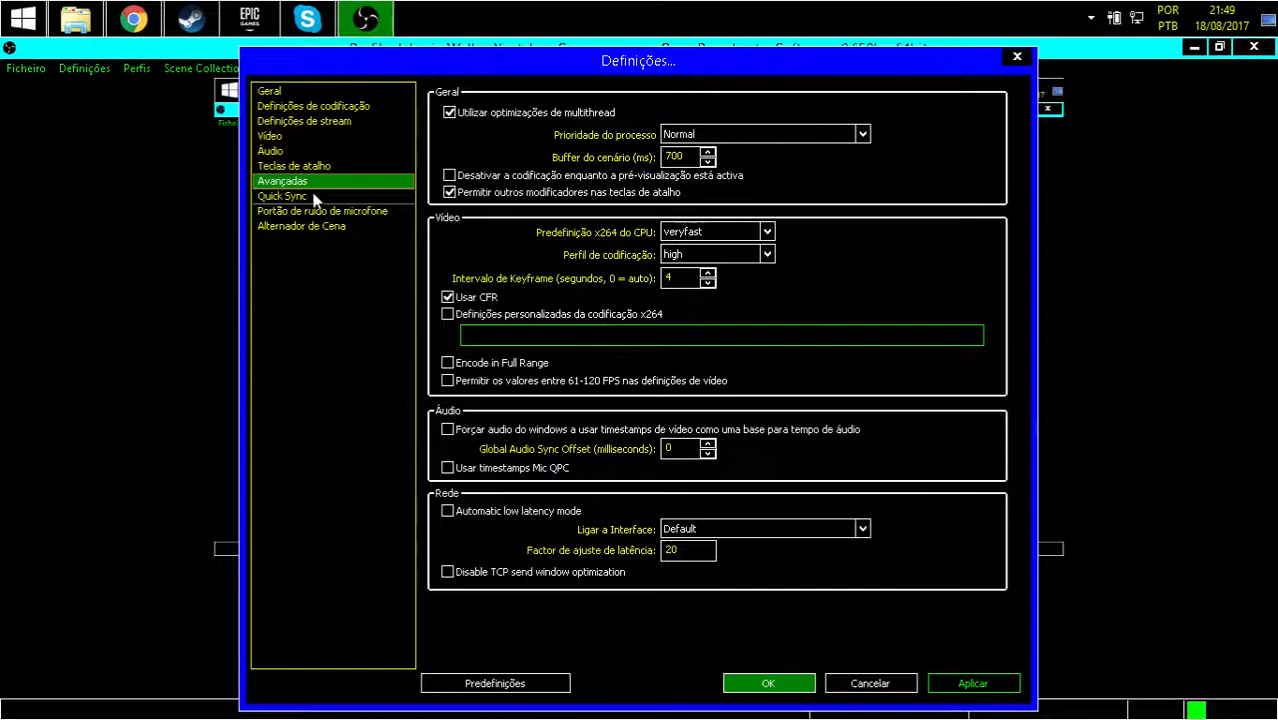 EPIC
GAMES
POR
PTB
21:49
18/08/2017
Ficheiro Definições Perfis Scene Collectio
Definições...
Geral
Definições de codificação
Definições de stream
Vídeo
Áudio
Teclas de atalho
Avançadas
Quick Sync
Portão de ruído de microfone
Alternador de Cena
Geral
Utilizar optimizações de multithread
Prioridade do processo Normal
Buffer do cenário (ms): 700
Desativar a codificação enquanto a pré-visualização está activa
Permitir outros modificadores nas teclas de atalho
Vídeo
Predefinição x264 do CPU: veryfast
Perfil de codificação: high
Intervalo de Keyframe (segundos, 0 = auto): 4
Usar CFR
Definições personalizadas da codificação x264
Encode in Full Range
Permitir os valores entre 61-120 FPS nas definições de vídeo
Áudio
Forçar audio do windows a usar timestamps de vídeo como uma base para tempo de áudio
Global Audio Sync Offset (milliseconds): 0
Usar timestamps Mic QPC
Rede
Automatic low latency mode
Ligar a Interface: Default
Factor de ajuste de latência: 20
Disable TCP send window optimization
Predefinições OK Cancelar Aplicar